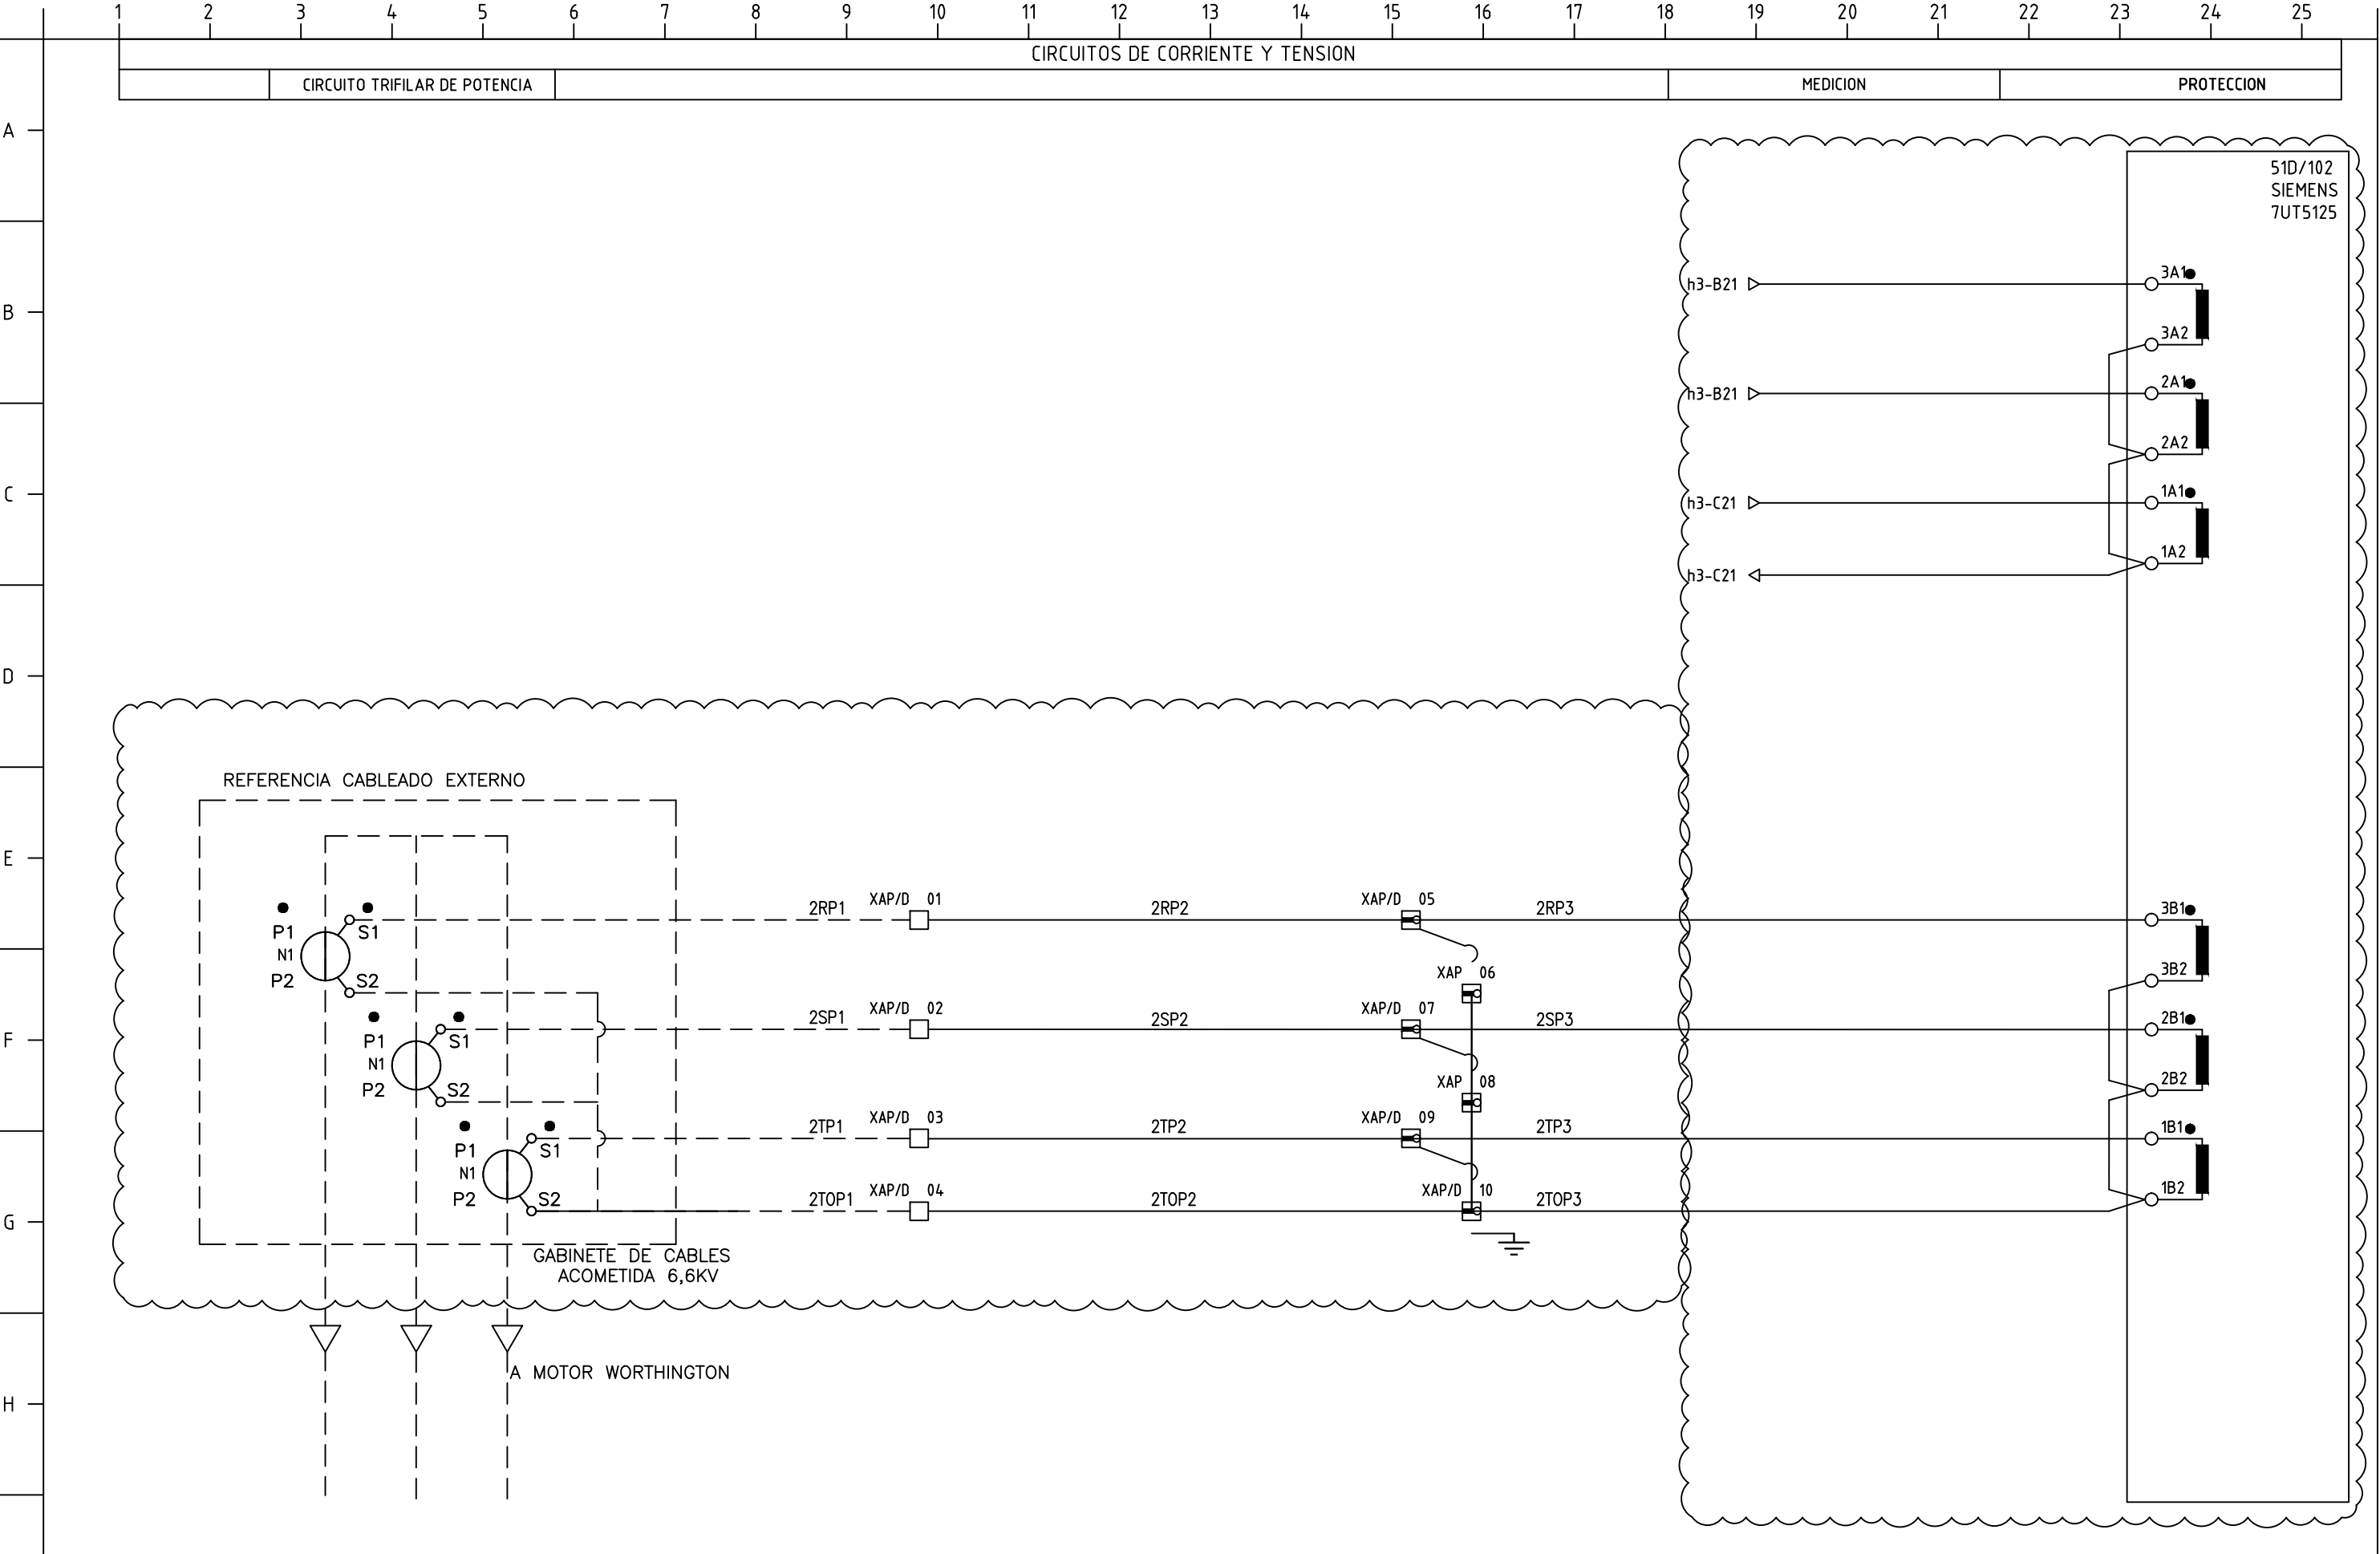 1 2 3 4 5 6 7 8 9 10 11 12 13 14 15 16 17 18 19 20 21 22 23 24 25
CIRCUITOS DE CORRIENTE Y TENSION
CIRCUITO TRIFILAR DE POTENCIA MEDICION PROTECCION
A
51D/102
SIEMENS
7UT5125
3A1
h3-B21
B
3A2
2A1
h3-B21
2A2
C
1A1
h3-C21
1A2
h3-C21
D
REFERENCIA CABLEADO EXTERNO
E
2RP1 XAP/D 01 2RP2 XAP/D 05 2RP3 3B1
P1 S1
N1
P2 S2
XAP 06 3B2
2SP1 XAP/D 02 2SP2 XAP/D 07 2SP3 2B1
F
P1 S1
N1
P2 S2
XAP 08 2B2
2TP1 XAP/D 03 2TP2 XAP/D 09 2TP3 1B1
P1 S1
N1
P2 S2
2TOP1 XAP/D 04 2TOP2 XAP/D 10 2TOP3 1B2
G
GABINETE DE CABLES
ACOMETIDA 6,6KV
A MOTOR WORTHINGTON
H